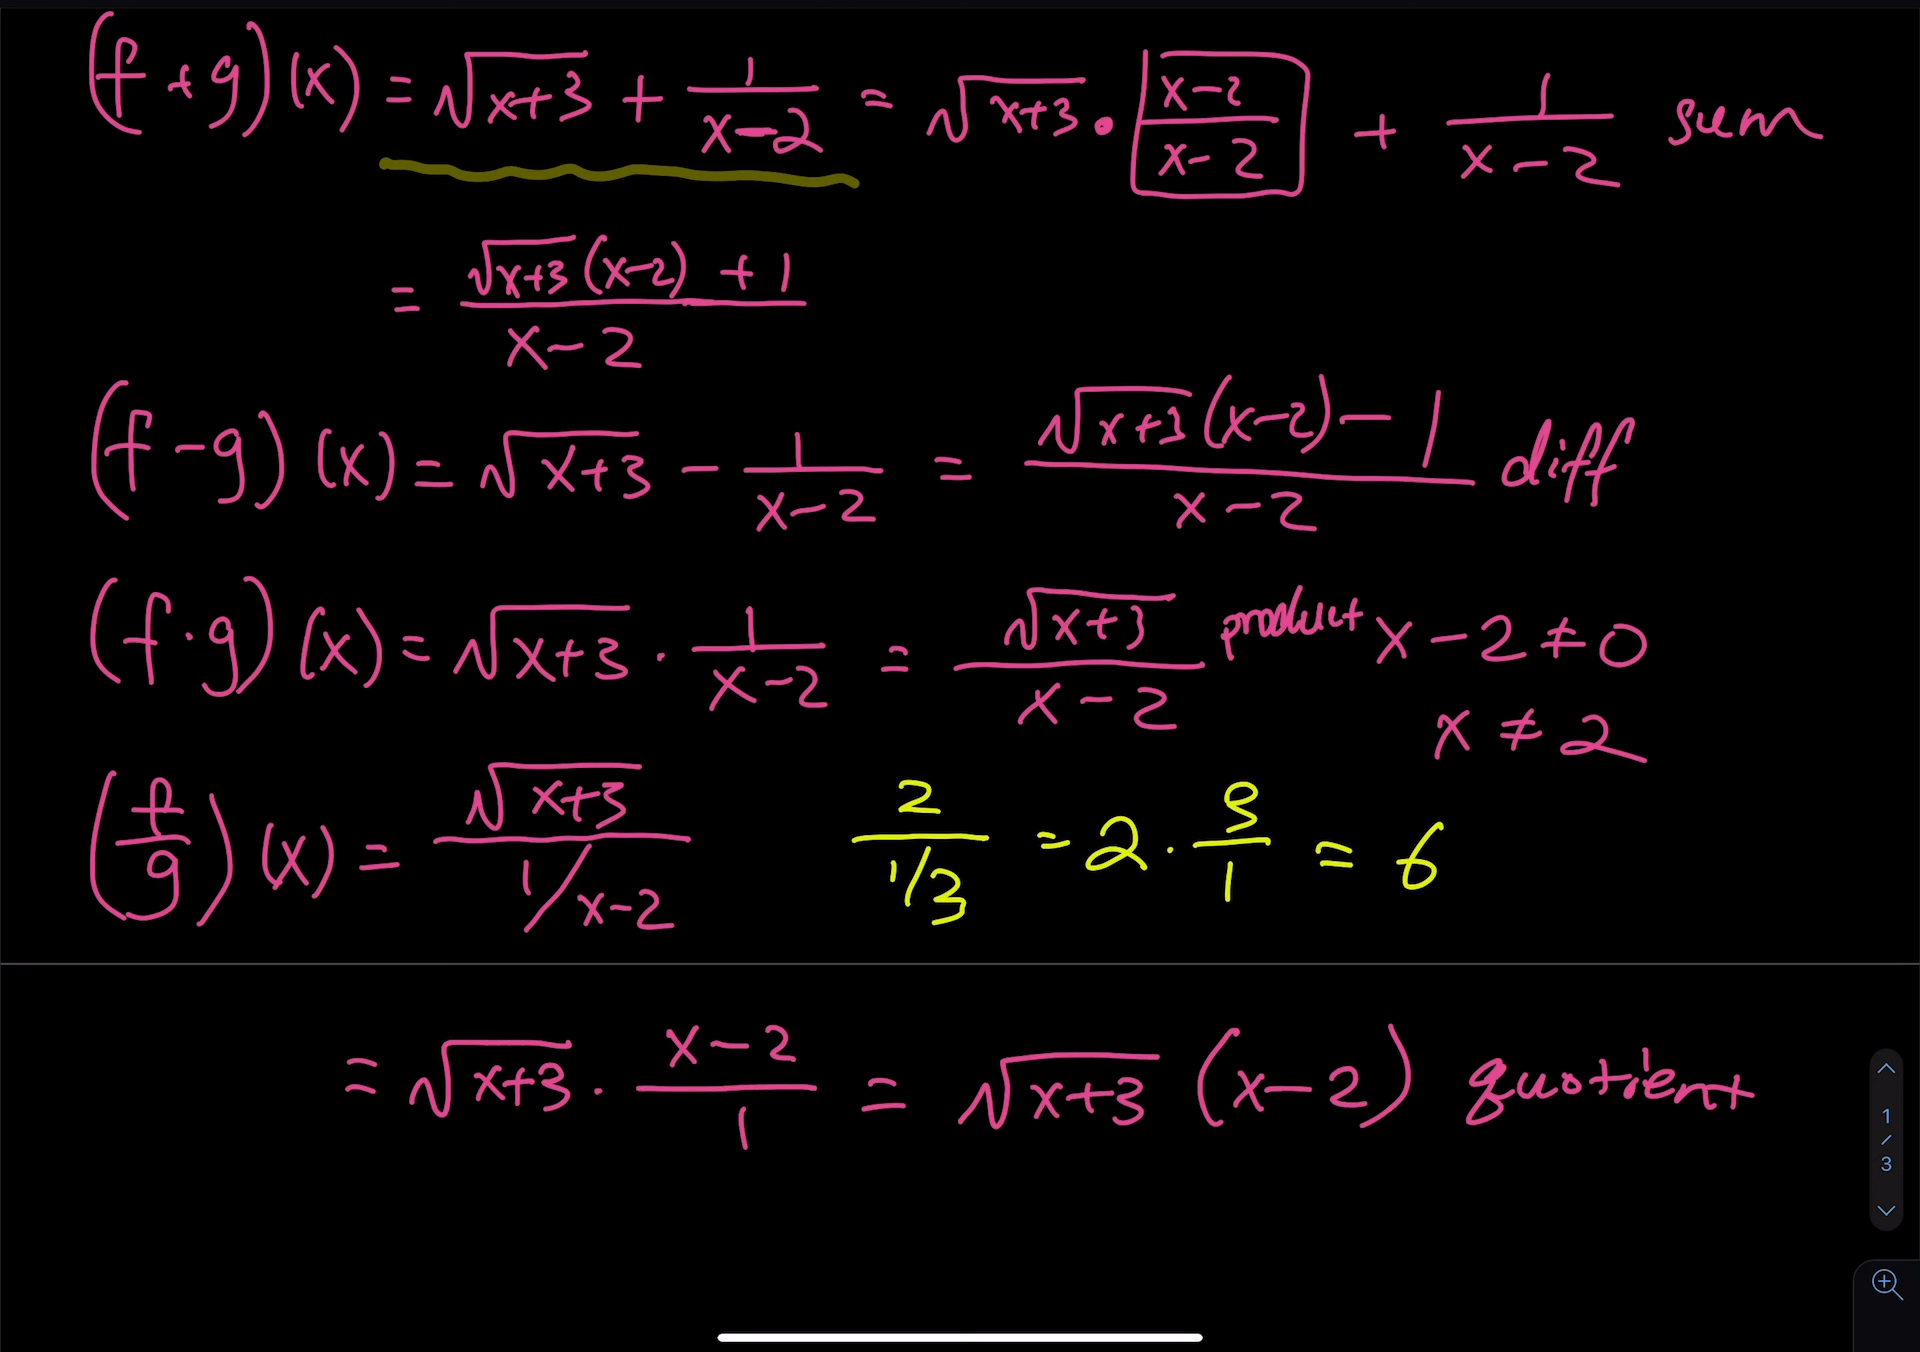 (f + g)(x) = √(x+3) + 1/(x-2) = √(x+3) · (x-2)/(x-2) + 1/(x-2) sum
= (√(x+3) (x-2) + 1)/(x-2)
(f - g)(x) = √(x+3) - 1/(x-2) = (√(x+3) (x-2) - 1)/(x-2) diff
(f · g)(x) = √(x+3) · 1/(x-2) = √(x+3)/(x-2) product x - 2 ≠ 0
x ≠ 2
(f/g)(x) = √(x+3)/(1/(x-2))
2/(1/3) = 2 · 3/1 = 6
= √(x+3) · (x-2)/1 = √(x+3) (x-2) quotient
1
/
3